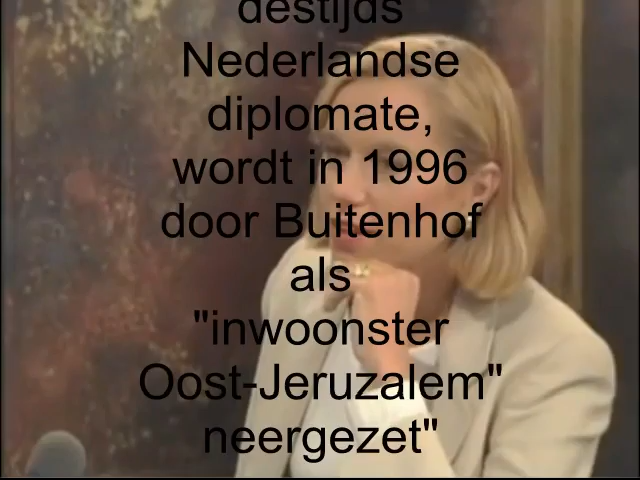 destijds
Nederlandse
diplomate,
wordt in 1996
door Buitenhof
als
"inwoonster
Oost-Jeruzalem"
neergezet"